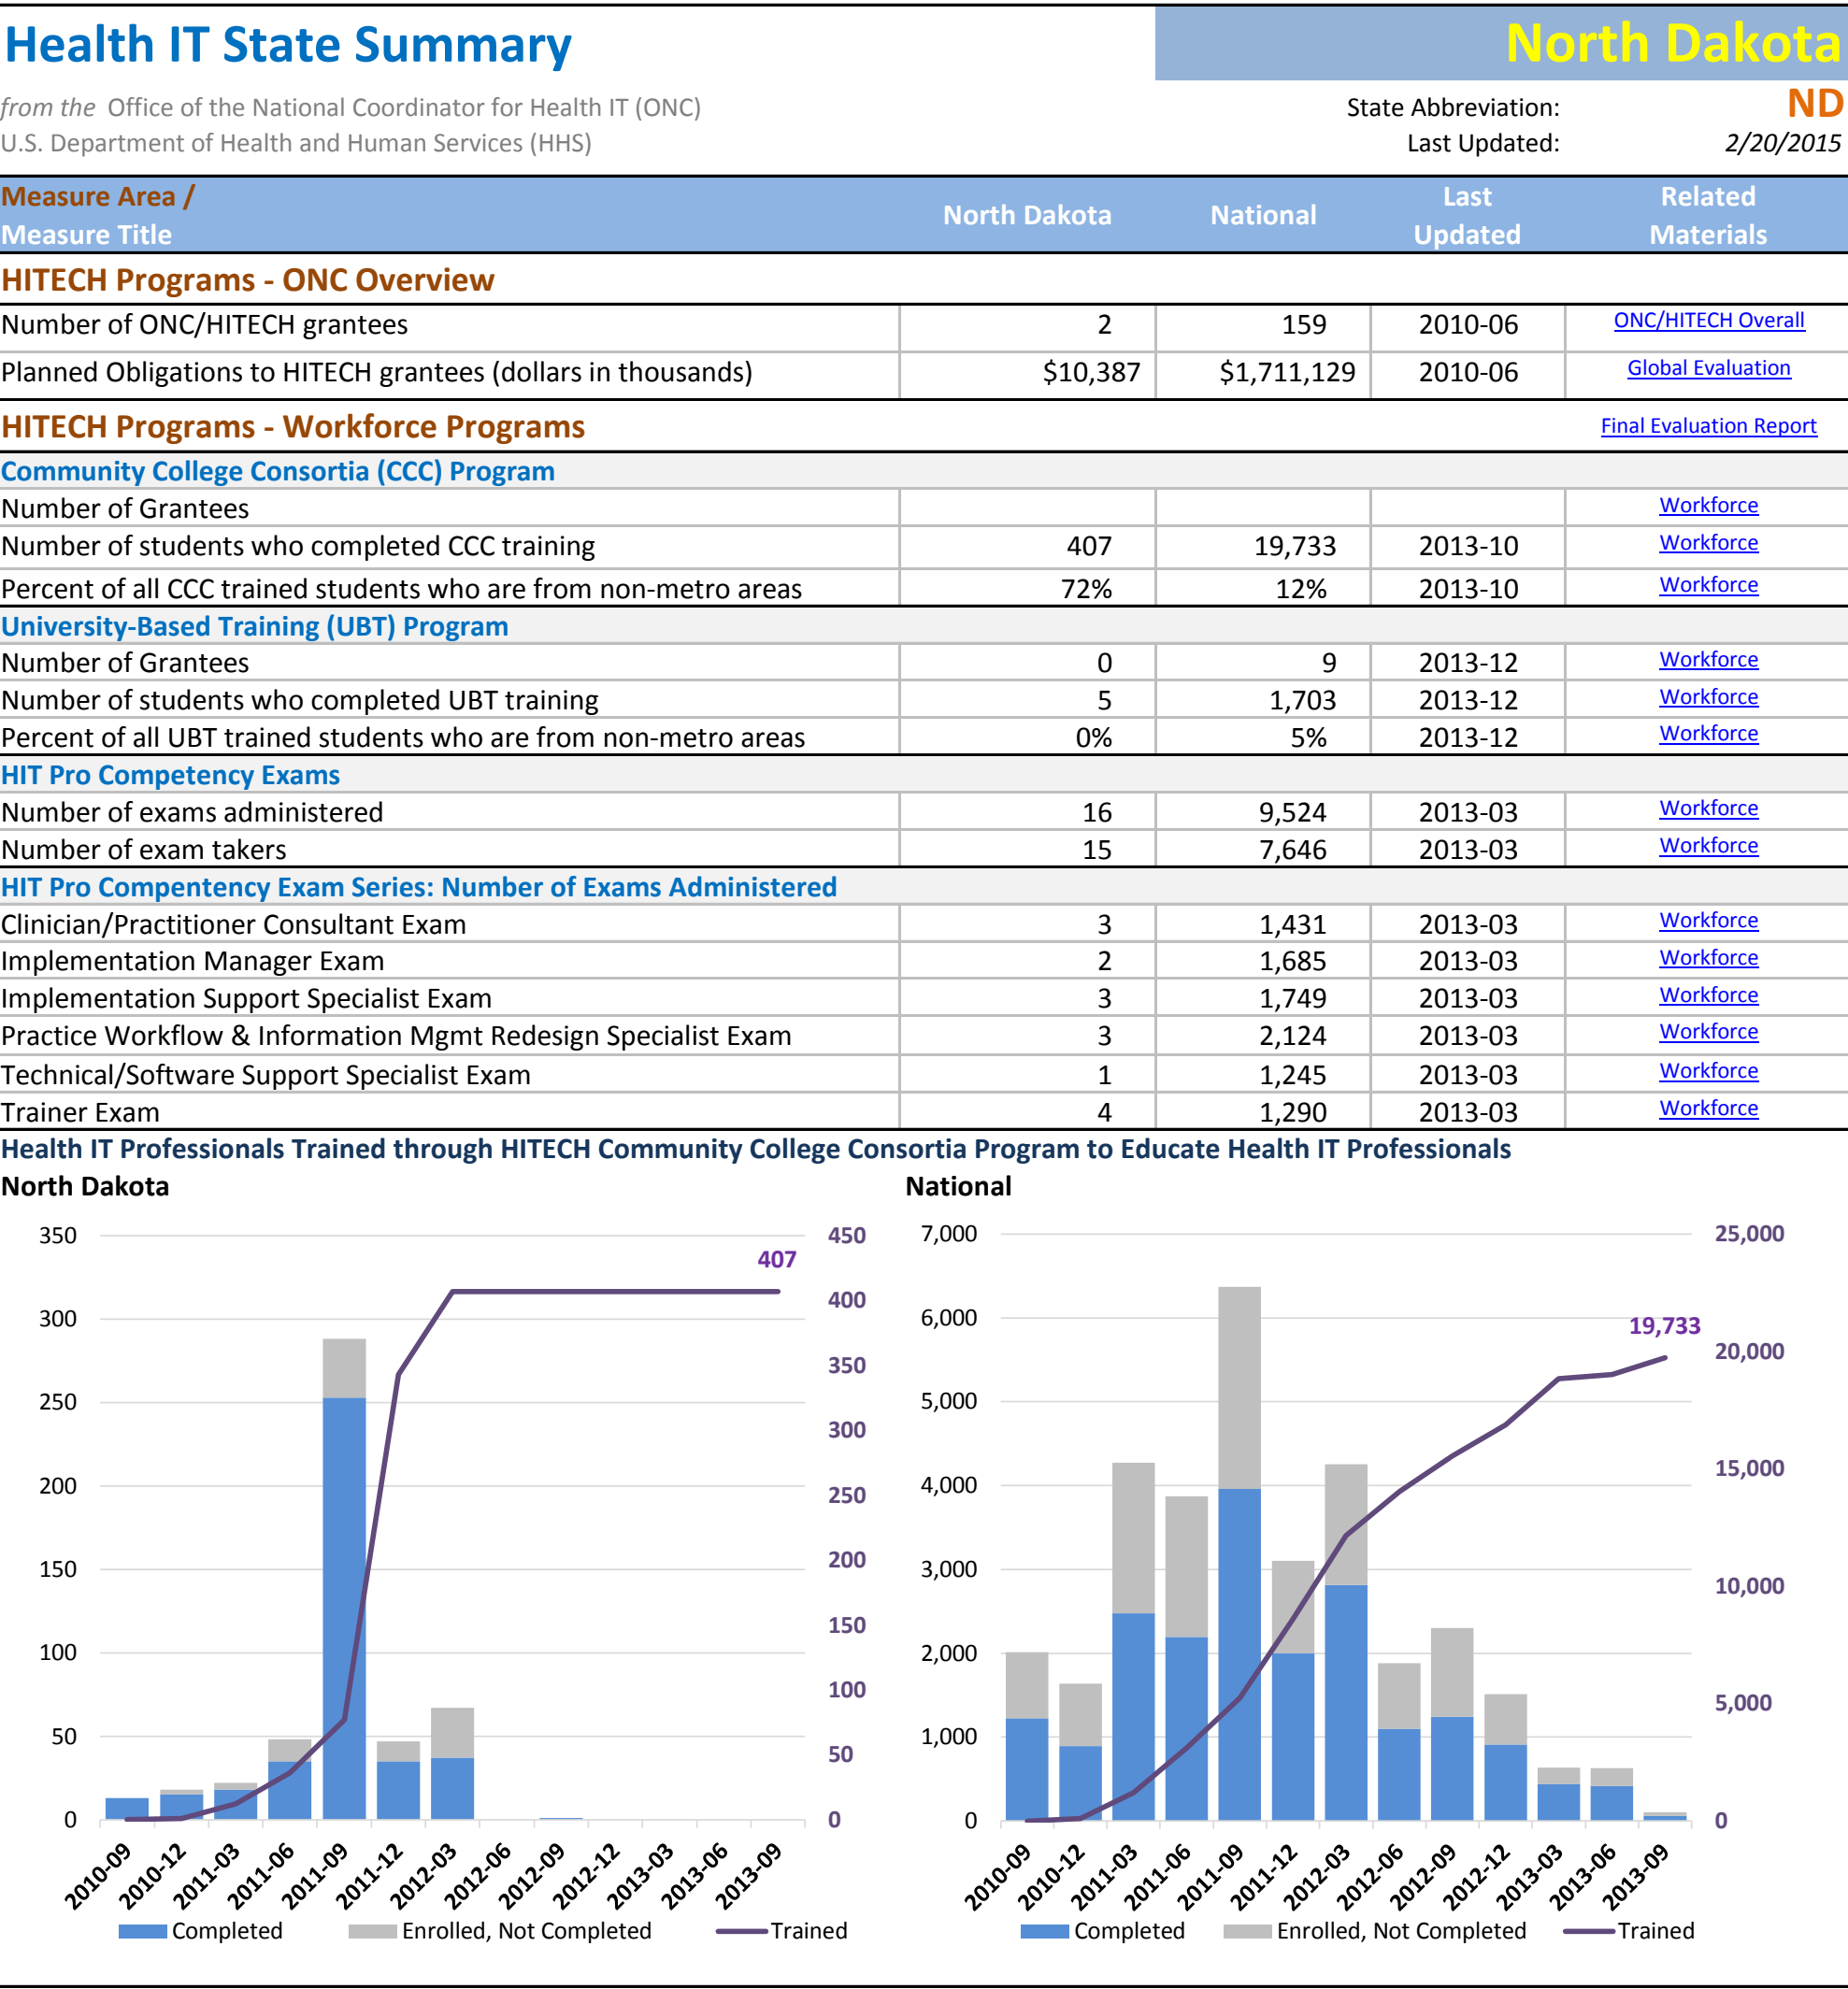 Health IT State Summary North Dakota
from the Office of the National Coordinator for Health IT (ONC) State Abbreviation: ND
U.S. Department of Health and Human Services (HHS) Last Updated: 2/20/2015
Measure Area /
Measure Title North Dakota National Last Updated Related Materials
HITECH Programs - ONC Overview
Number of ONC/HITECH grantees 2 159 2010-06 ONC/HITECH Overall
Planned Obligations to HITECH grantees (dollars in thousands) $10,387 $1,711,129 2010-06 Global Evaluation
HITECH Programs - Workforce Programs Final Evaluation Report
Community College Consortia (CCC) Program
Number of Grantees Workforce
Number of students who completed CCC training 407 19,733 2013-10 Workforce
Percent of all CCC trained students who are from non-metro areas 72% 12% 2013-10 Workforce
University-Based Training (UBT) Program
Number of Grantees 0 9 2013-12 Workforce
Number of students who completed UBT training 5 1,703 2013-12 Workforce
Percent of all UBT trained students who are from non-metro areas 0% 5% 2013-12 Workforce
HIT Pro Competency Exams
Number of exams administered 16 9,524 2013-03 Workforce
Number of exam takers 15 7,646 2013-03 Workforce
HIT Pro Compentency Exam Series: Number of Exams Administered
Clinician/Practitioner Consultant Exam 3 1,431 2013-03 Workforce
Implementation Manager Exam 2 1,685 2013-03 Workforce
Implementation Support Specialist Exam 3 1,749 2013-03 Workforce
Practice Workflow & Information Mgmt Redesign Specialist Exam 3 2,124 2013-03 Workforce
Technical/Software Support Specialist Exam 1 1,245 2013-03 Workforce
Trainer Exam 4 1,290 2013-03 Workforce
Health IT Professionals Trained through HITECH Community College Consortia Program to Educate Health IT Professionals
North Dakota
350 450
407
300 400
350
250
300
200 250
150 200
150
100
100
50
50
0 0
2010-09 2010-12 2011-03 2011-06 2011-09 2011-12 2012-03 2012-06 2012-09 2012-12 2013-03 2013-06 2013-09
Completed Enrolled, Not Completed Trained
National
7,000 25,000
6,000
19,733
20,000
5,000
15,000
4,000
3,000
10,000
2,000
5,000
1,000
0 0
2010-09 2010-12 2011-03 2011-06 2011-09 2011-12 2012-03 2012-06 2012-09 2012-12 2013-03 2013-06 2013-09
Completed Enrolled, Not Completed Trained